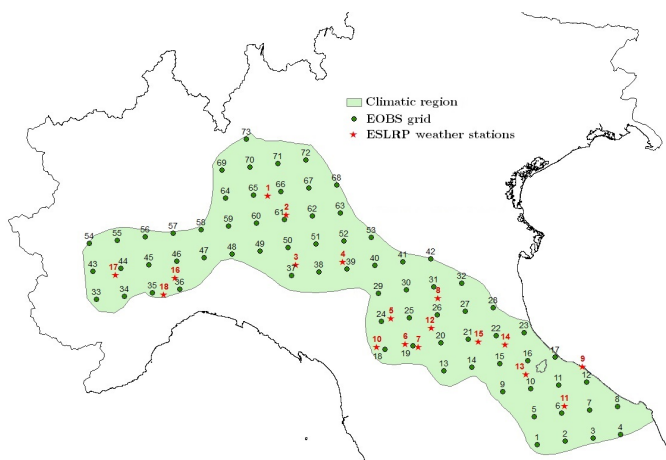 Climatic region
EOBS grid
ESLRP weather stations
73
69 70 71 72
64 65 1 66 67 68
2
59 60 61 62 63
54 55 56 57 58
48 49 50 51 52 53
43 44 45 46 47
17 16 3 4
37 38 39 40 41 42
33 34 35 18 36
29 30 31 32
8
24 5 25 26 27 28
12
10 6 7 20 21 15 22 14 23
18 19
13 14 15 16 17 9
13
9 10 11 12
11
5 6 7 8
1 2 3 4